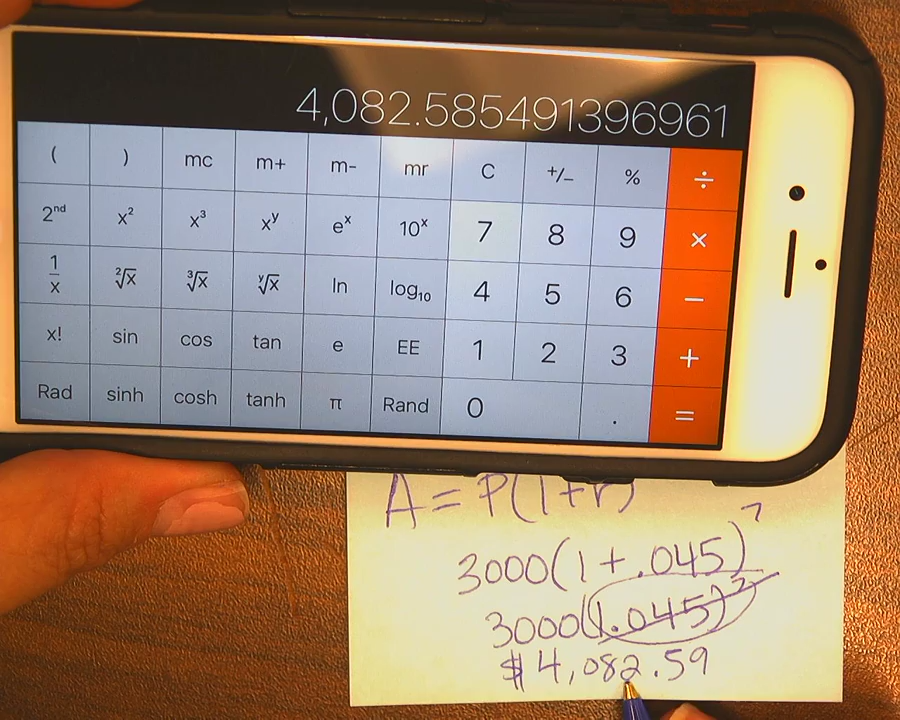 4,082.585491396961
( ) mc m+ m- mr C +/- % ÷
2nd x² x³ xʸ eˣ 10ˣ 7 8 9 ×
1/x ²√x ³√x ʸ√x ln log₁₀ 4 5 6 −
x! sin cos tan e EE 1 2 3 +
Rad sinh cosh tanh π Rand 0 . =
A = P(1+r)
3000(1+.045)⁷
3000(1.045)⁷
$4,082.59